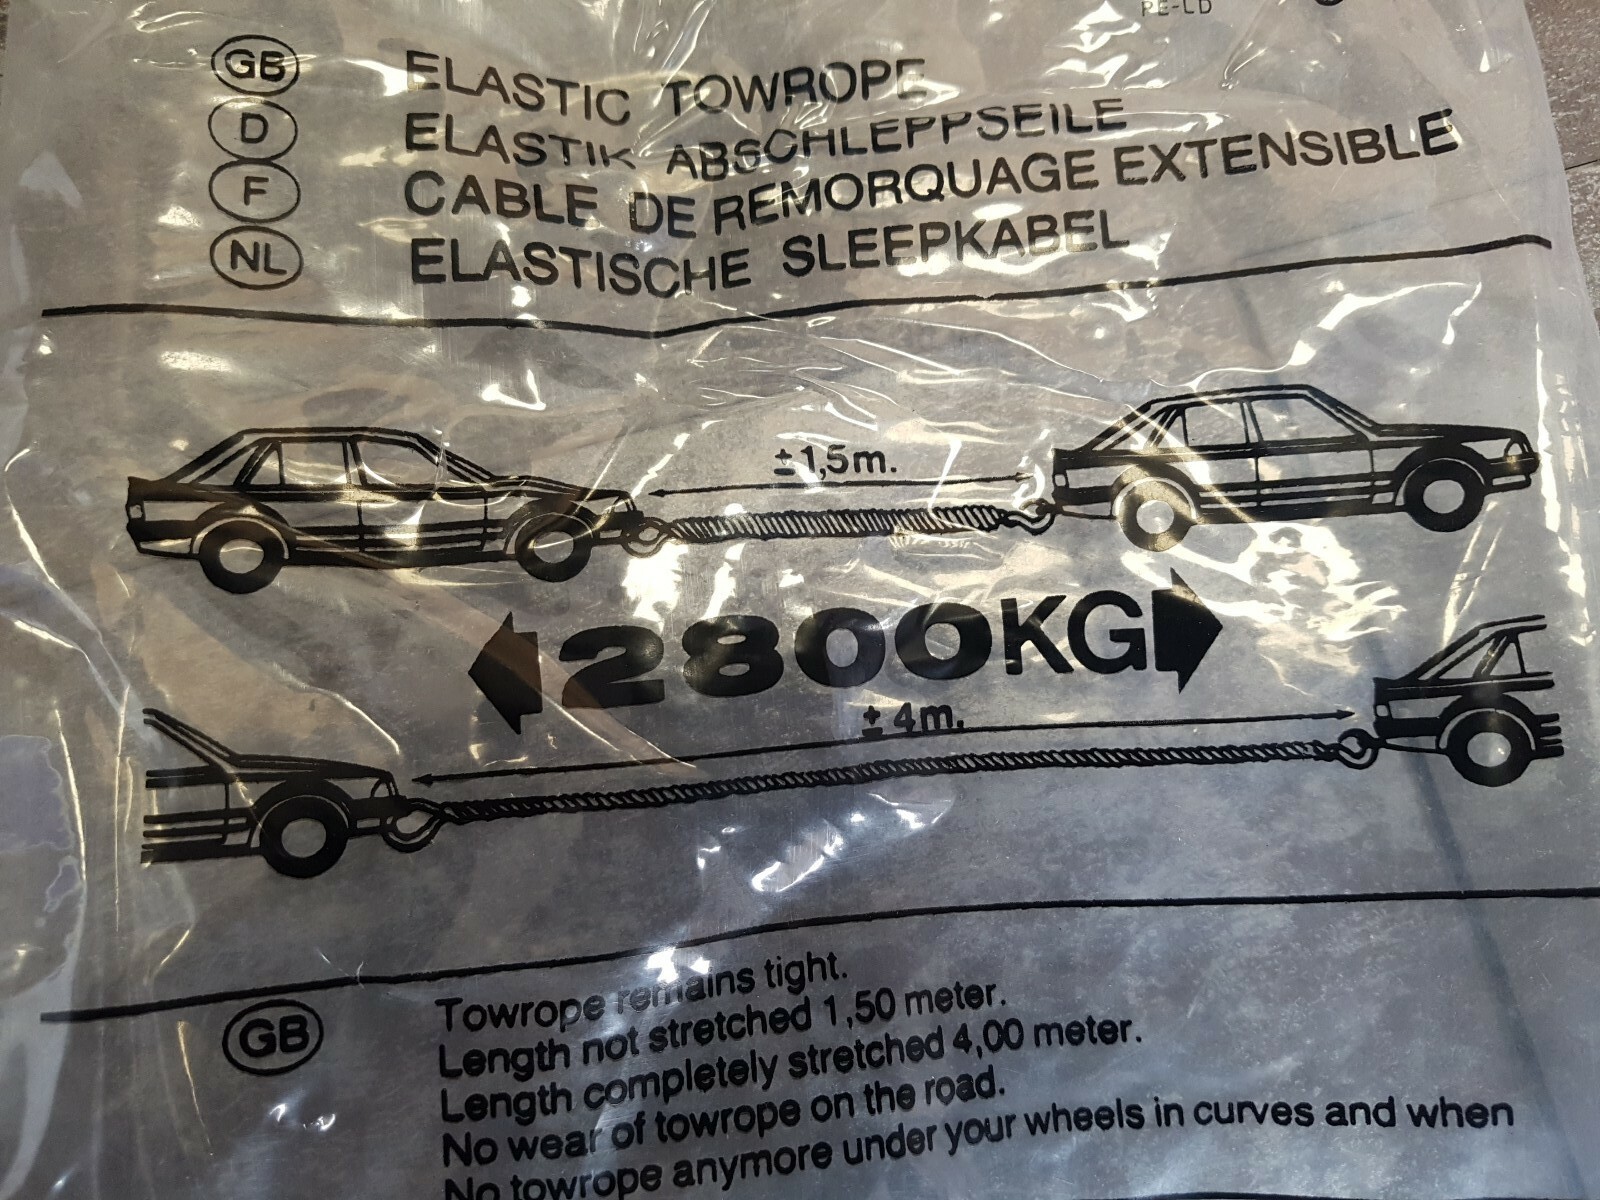 PE-LD
GB ELASTIC TOWROPE
D ELASTIK ABSCHLEPPSEILE
F CABLE DE REMORQUAGE EXTENSIBLE
NL ELASTISCHE SLEEPKABEL
±1,5m.
2800KG
± 4m.
GB Towrope remains tight.
Length not stretched 1,50 meter.
Length completely stretched 4,00 meter.
No wear of towrope on the road.
No towrope anymore under your wheels in curves and when